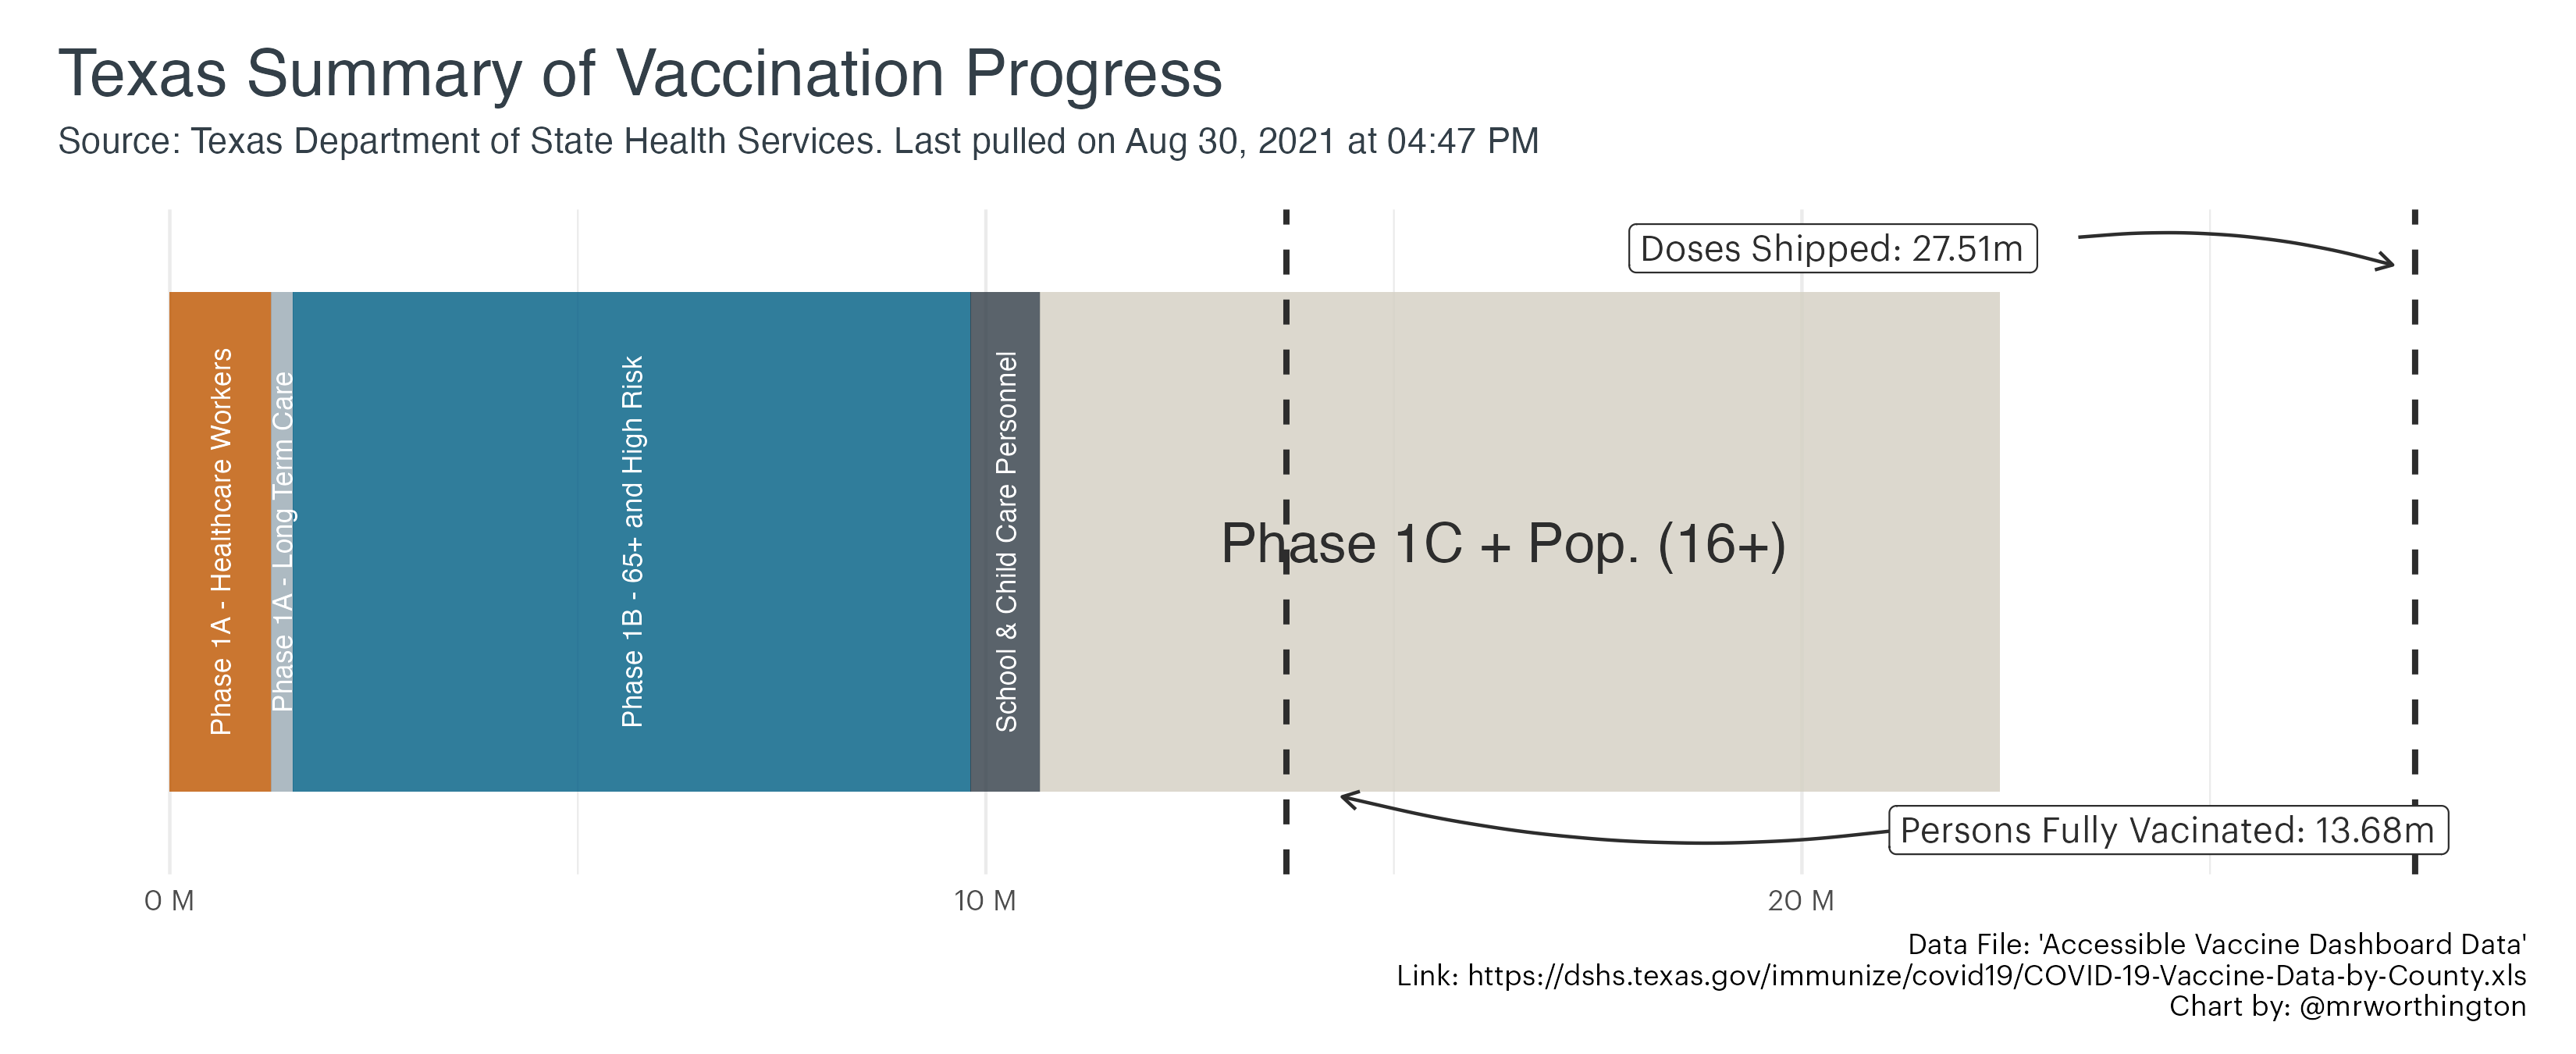 Texas Summary of Vaccination Progress
Source: Texas Department of State Health Services. Last pulled on Aug 30, 2021 at 04:47 PM
Doses Shipped: 27.51m
Phase 1A - Healthcare Workers
Phase 1A - Long Term Care
Phase 1B - 65+ and High Risk
School & Child Care Personnel
Phase 1C + Pop. (16+)
Persons Fully Vacinated: 13.68m
0 M
10 M
20 M
Data File: 'Accessible Vaccine Dashboard Data'
Link: https://dshs.texas.gov/immunize/covid19/COVID-19-Vaccine-Data-by-County.xls
Chart by: @mrworthington